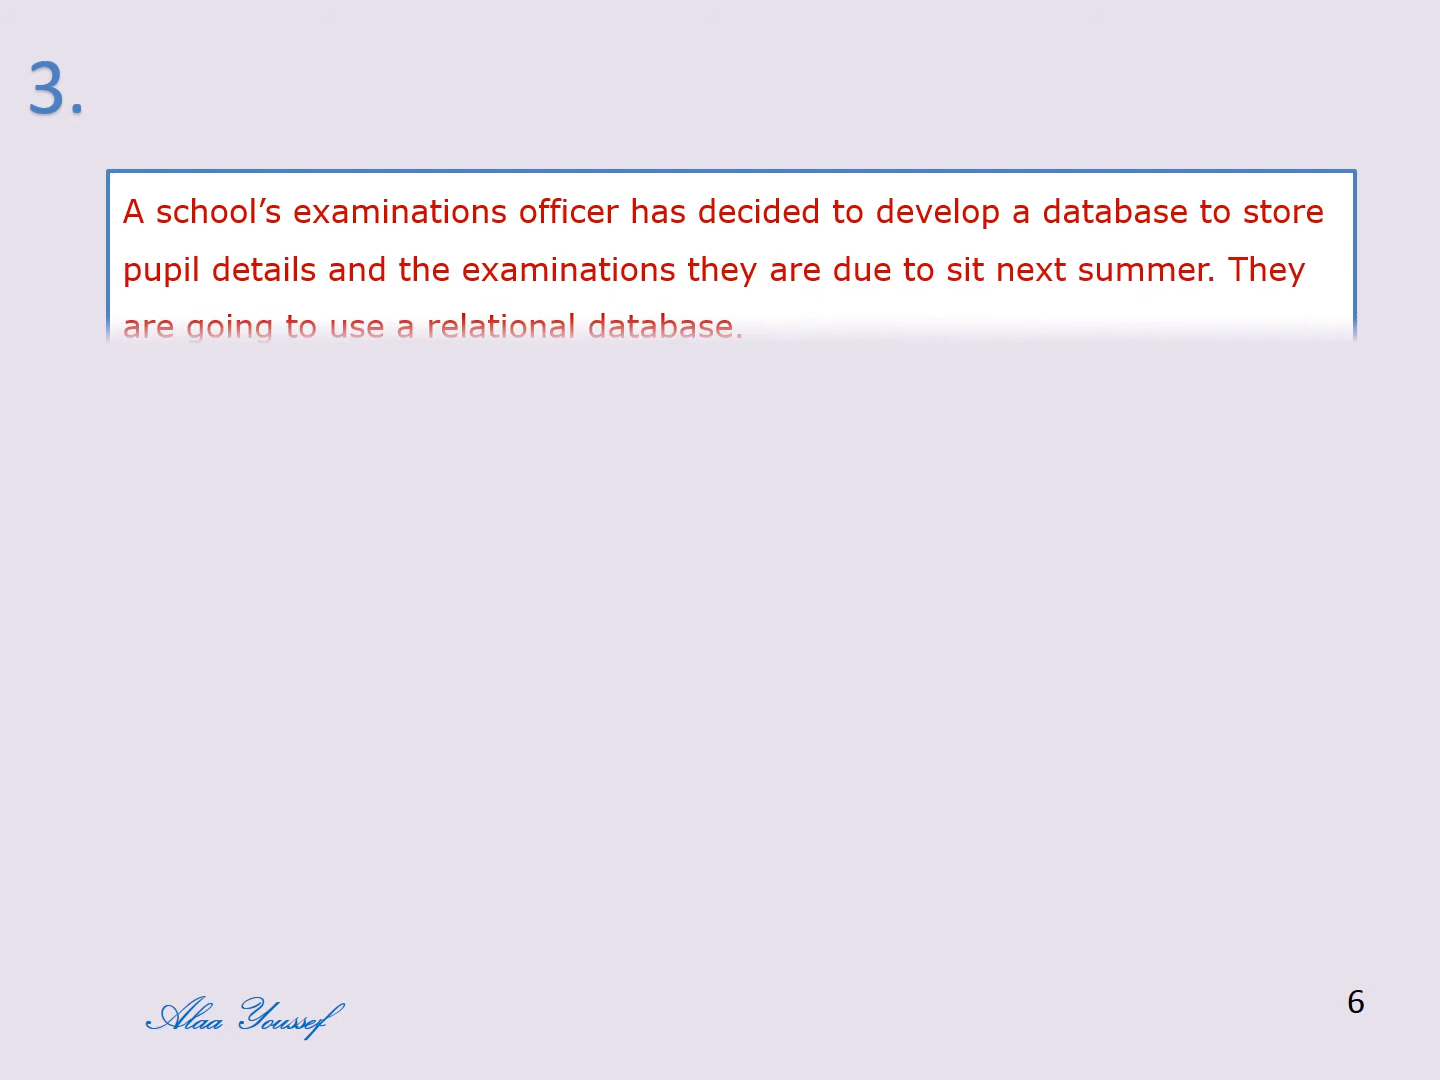 3.
A school’s examinations officer has decided to develop a database to store
pupil details and the examinations they are due to sit next summer. They
are going to use a relational database.
Alaa Youssef
6